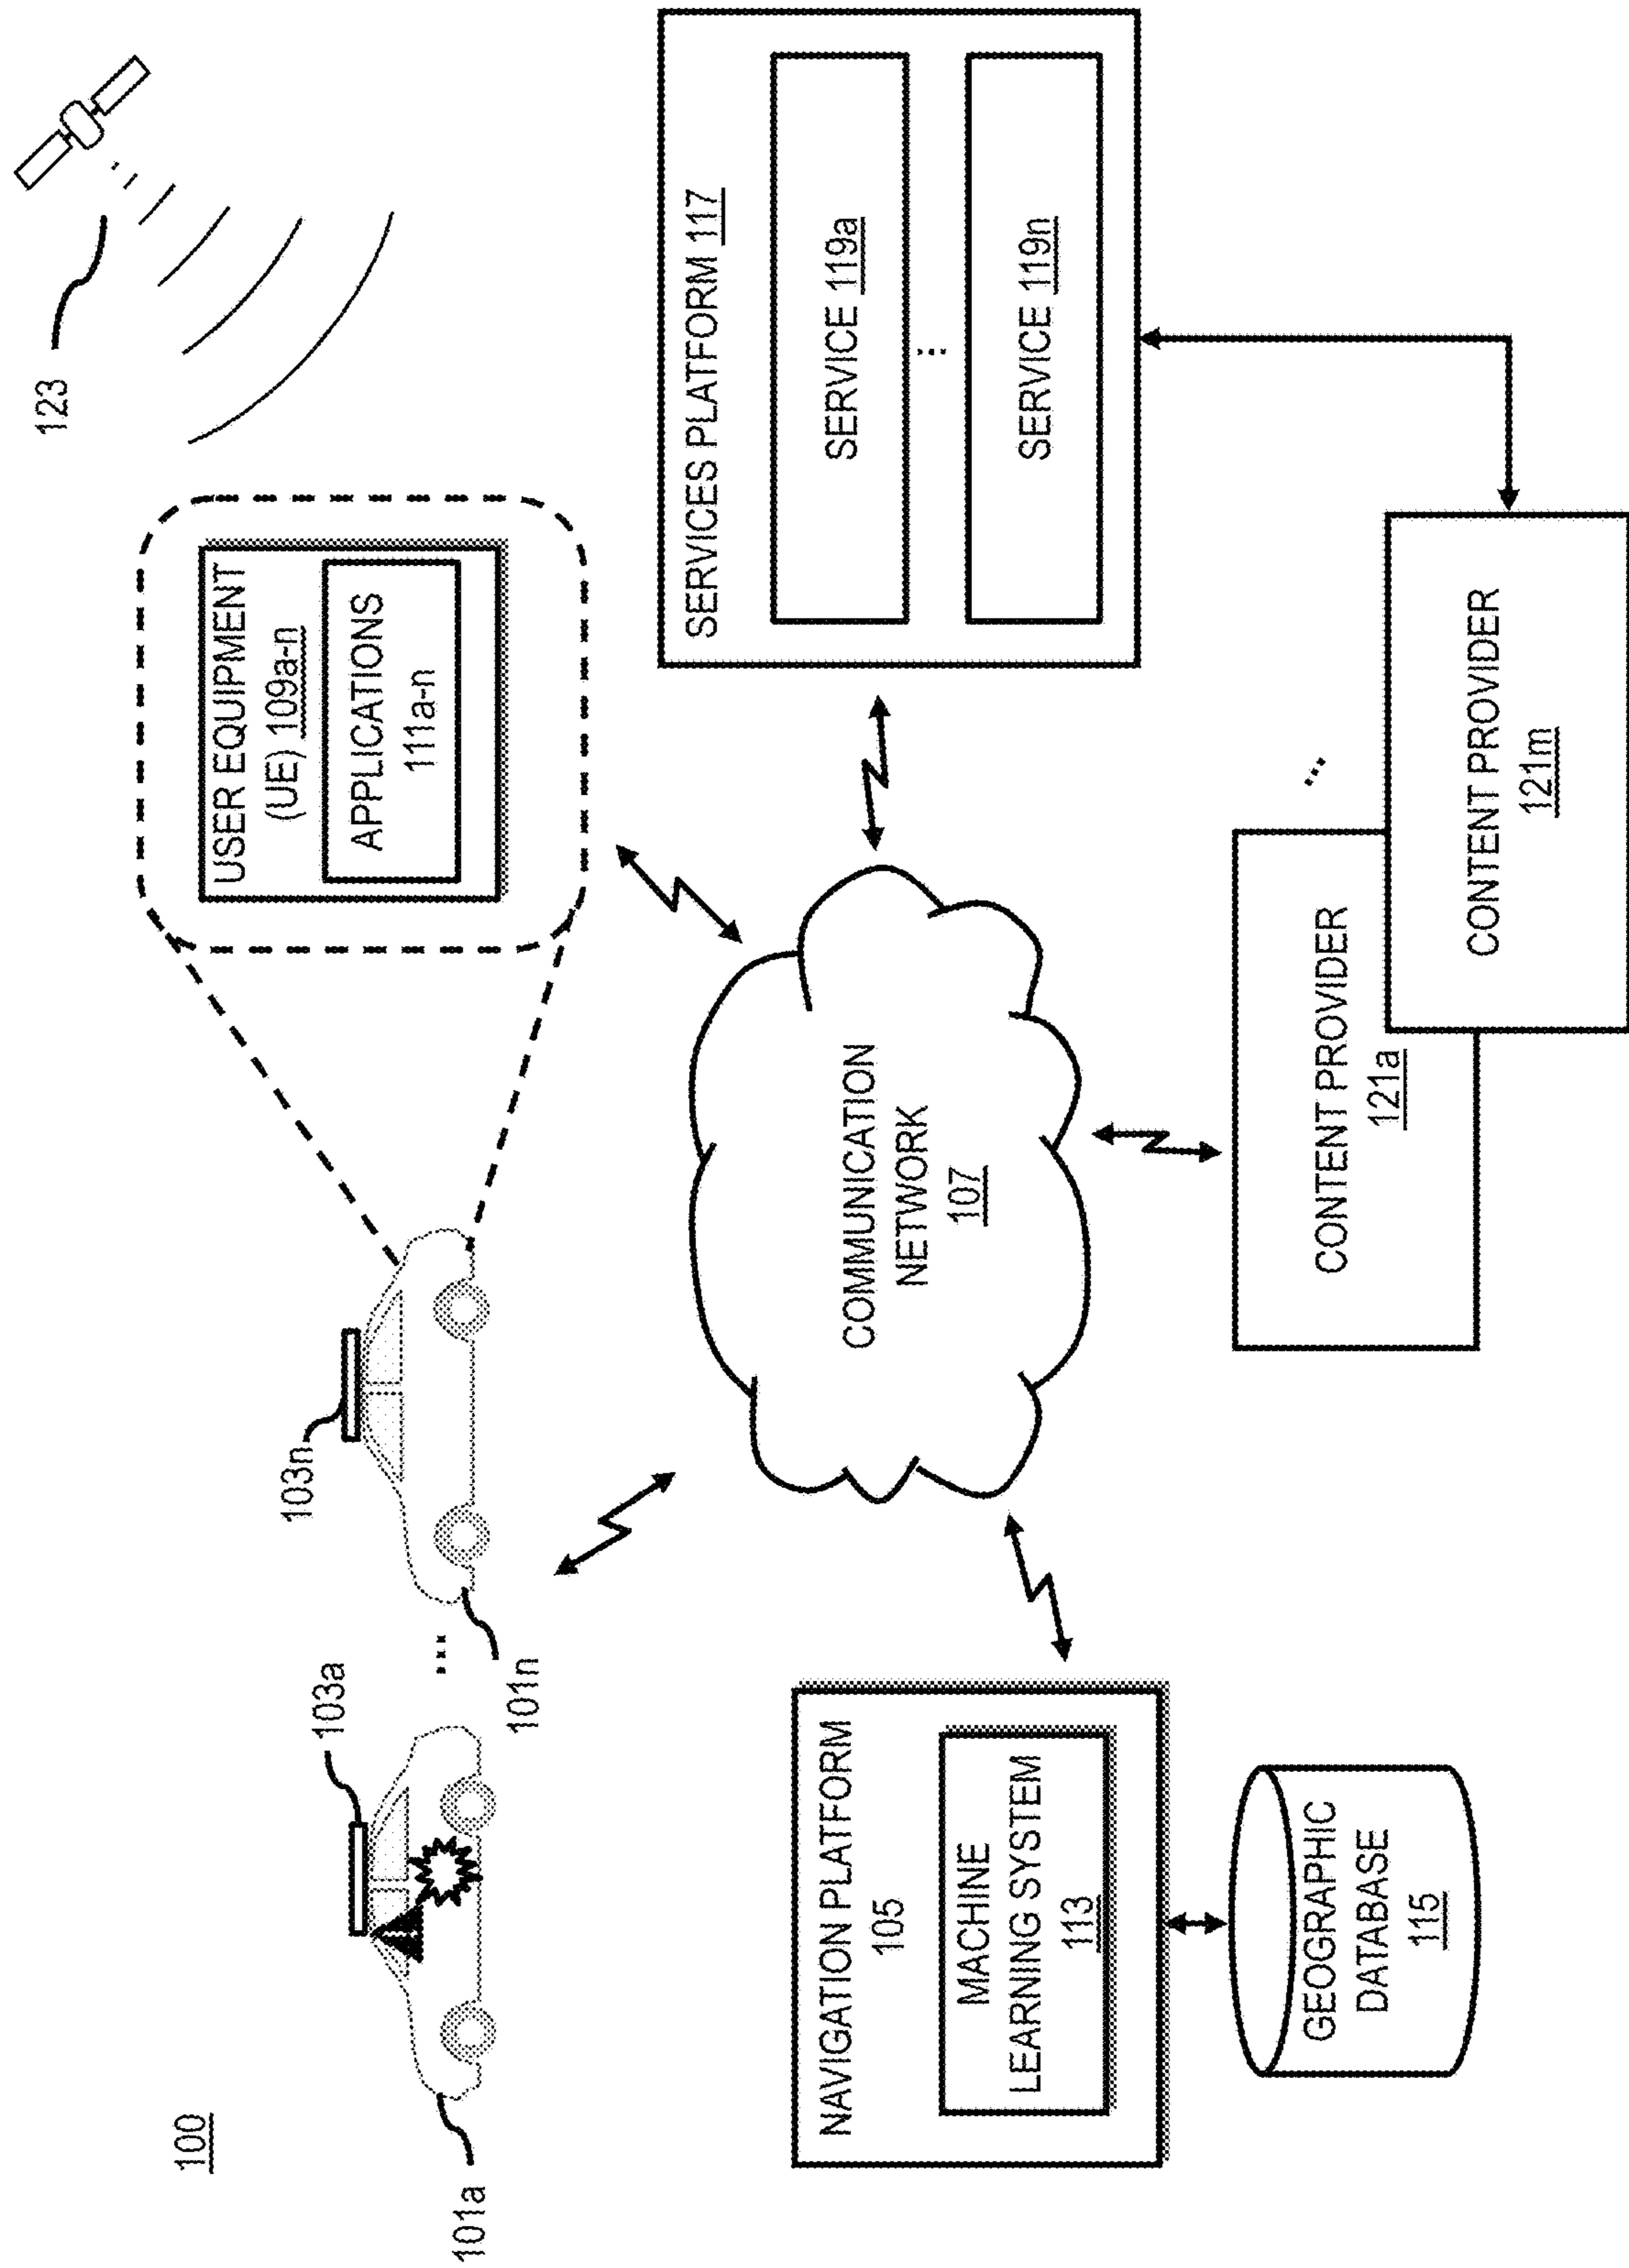 100
101a
103a
...
101n
103n
USER EQUIPMENT
(UE) 109a-n
APPLICATIONS
111a-n
123
NAVIGATION PLATFORM
105
MACHINE
LEARNING SYSTEM
113
GEOGRAPHIC
DATABASE
115
COMMUNICATION
NETWORK
107
SERVICES PLATFORM 117
SERVICE 119a
...
SERVICE 119n
CONTENT PROVIDER
121a
...
CONTENT PROVIDER
121m